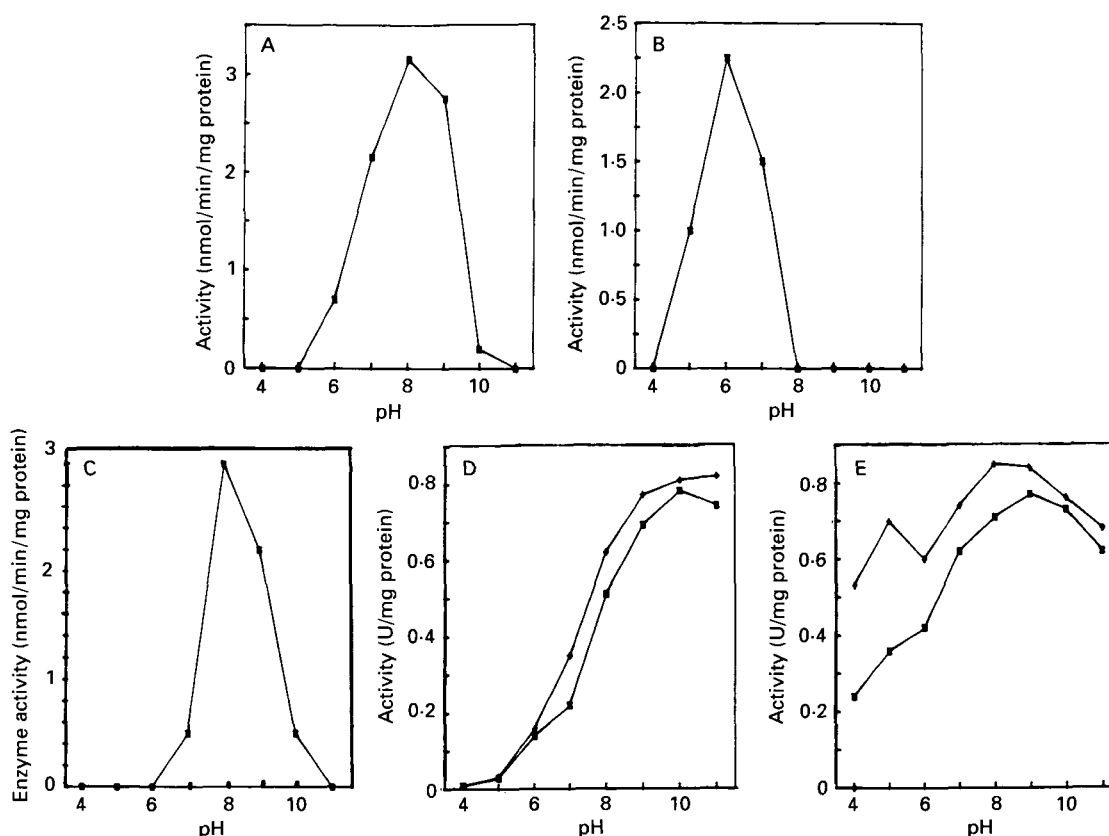 A
Activity (nmol/min/mg protein)
3
2
1
0
4 6 8 10
pH
B
Activity (nmol/min/mg protein)
2·5
2·0
1·5
1·0
0·5
0
4 6 8 10
pH
C
Enzyme activity (nmol/min/mg protein)
3
2
1
0
4 6 8 10
pH
D
Activity (U/mg protein)
0·8
0·6
0·4
0·2
0
4 6 8 10
pH
E
Activity (U/mg protein)
0·8
0·6
0·4
0·2
0
4 6 8 10
pH